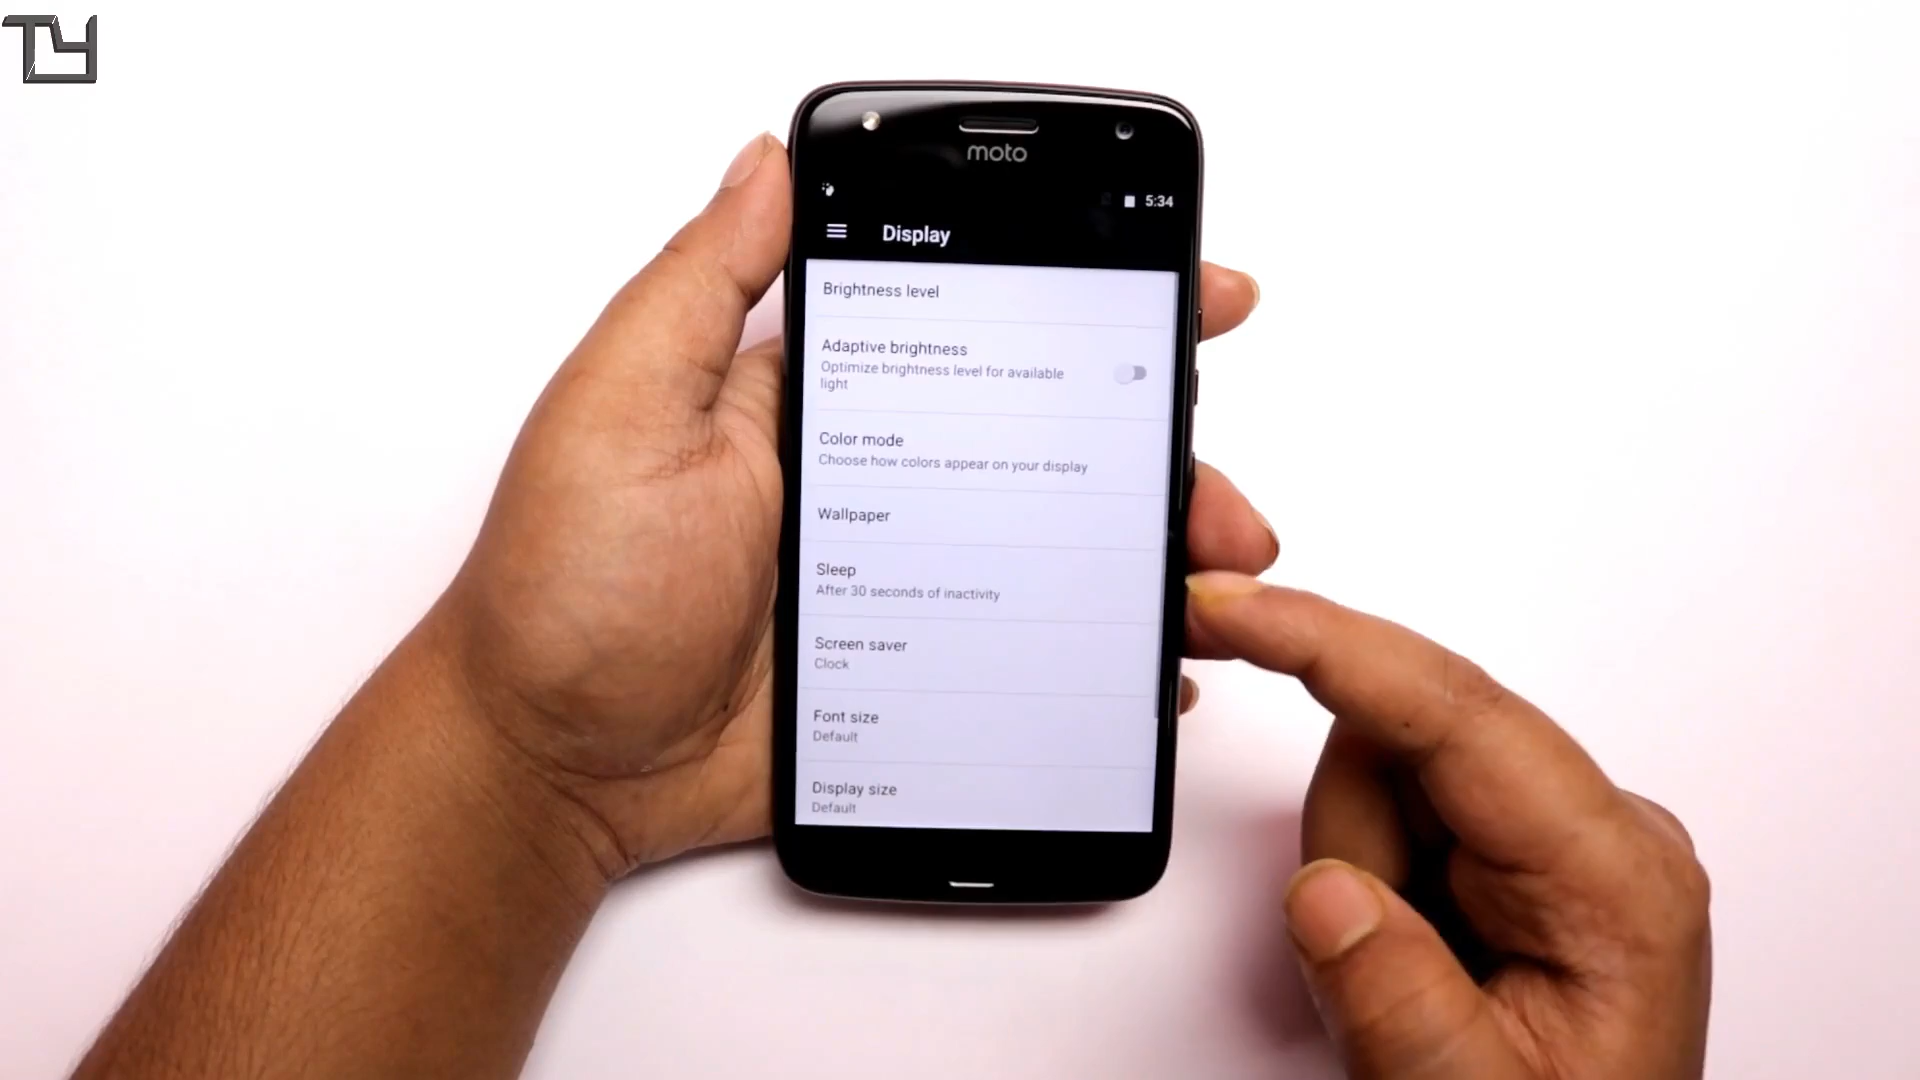 TY
moto
5:34
Display
Brightness level
Adaptive brightness
Optimize brightness level for available
light
Color mode
Choose how colors appear on your display
Wallpaper
Sleep
After 30 seconds of inactivity
Screen saver
Clock
Font size
Default
Display size
Default